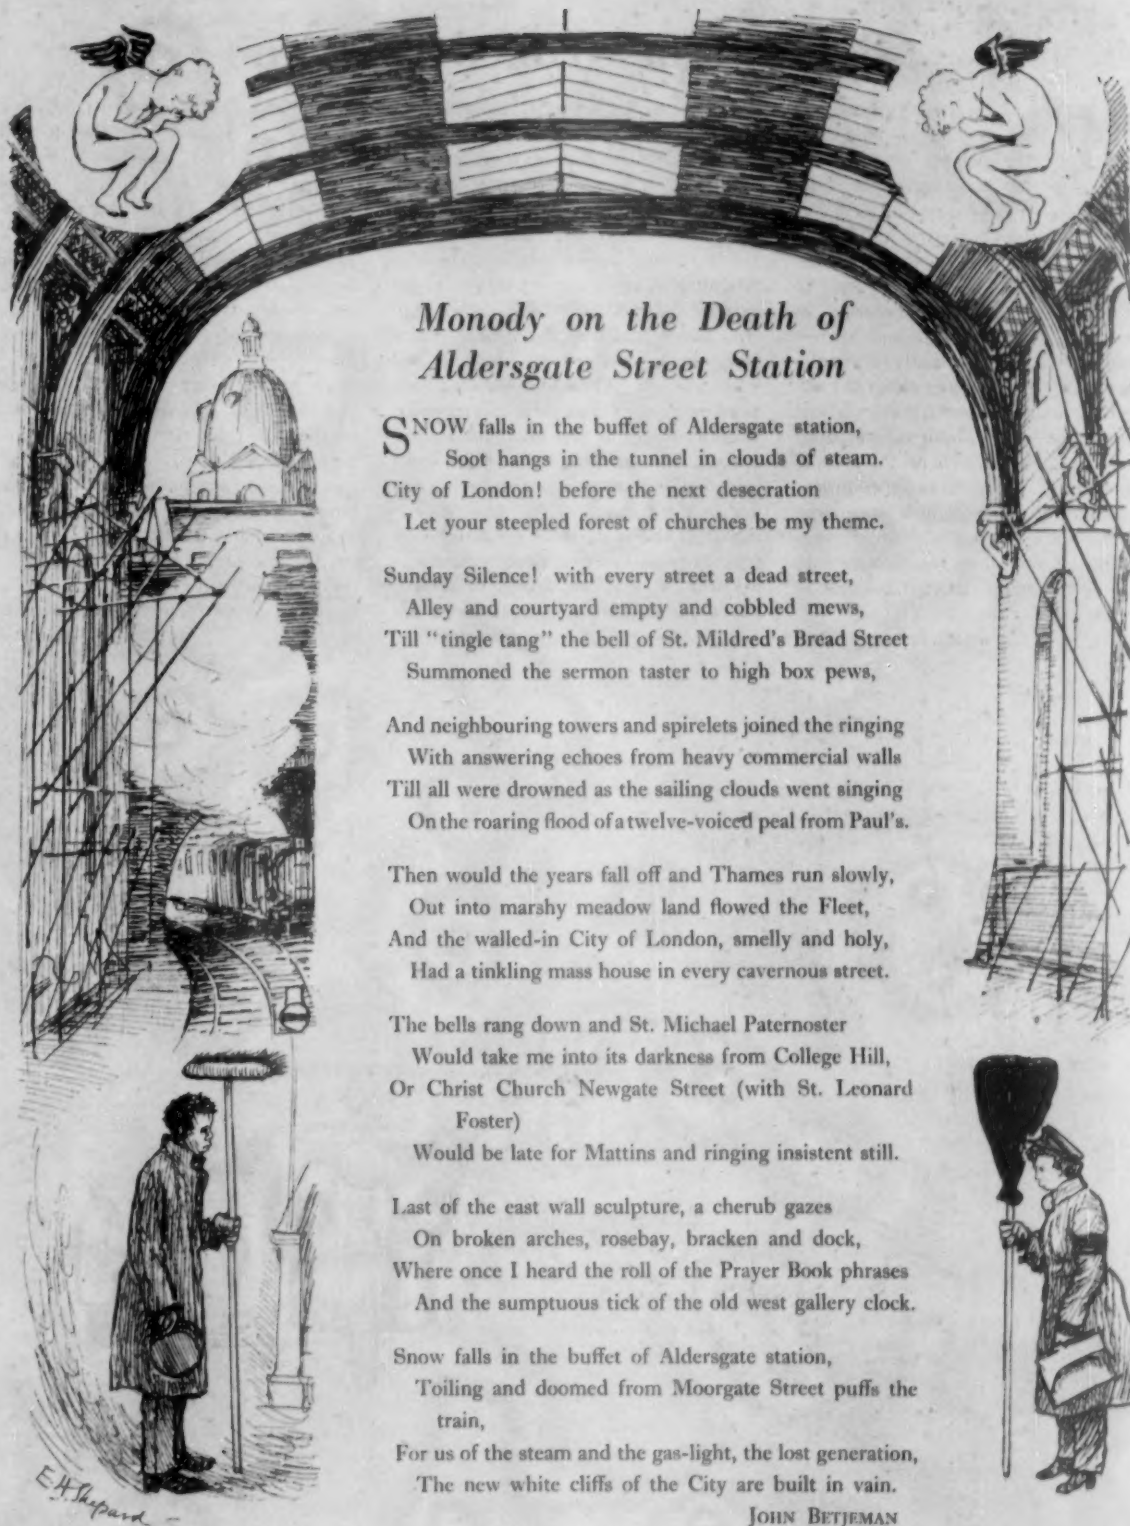 Monody on the Death of
Aldersgate Street Station
SNOW falls in the buffet of Aldersgate station,
Soot hangs in the tunnel in clouds of steam.
City of London! before the next desecration
Let your steepled forest of churches be my theme.
Sunday Silence! with every street a dead street,
Alley and courtyard empty and cobbled mews,
Till "tingle tang" the bell of St. Mildred's Bread Street
Summoned the sermon taster to high box pews,
And neighbouring towers and spirelets joined the ringing
With answering echoes from heavy commercial walls
Till all were drowned as the sailing clouds went singing
On the roaring flood of a twelve-voiced peal from Paul's.
Then would the years fall off and Thames run slowly,
Out into marshy meadow land flowed the Fleet,
And the walled-in City of London, smelly and holy,
Had a tinkling mass house in every cavernous street.
The bells rang down and St. Michael Paternoster
Would take me into its darkness from College Hill,
Or Christ Church Newgate Street (with St. Leonard
Foster)
Would be late for Mattins and ringing insistent still.
Last of the east wall sculpture, a cherub gazes
On broken arches, rosebay, bracken and dock,
Where once I heard the roll of the Prayer Book phrases
And the sumptuous tick of the old west gallery clock.
Snow falls in the buffet of Aldersgate station,
Toiling and doomed from Moorgate Street puffs the
train,
For us of the steam and the gas-light, the lost generation,
The new white cliffs of the City are built in vain.
JOHN BETJEMAN
E H Shepard